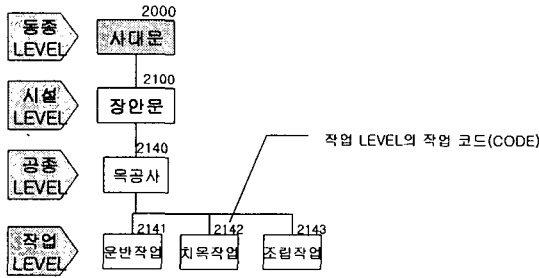 동종
LEVEL
2000
사대문
시설
LEVEL
2100
장안문
작업 LEVEL의 작업 코드(CODE)
공종
LEVEL
2140
목공사
작업
LEVEL
2141
운반작업
2142
치목작업
2143
조립작업